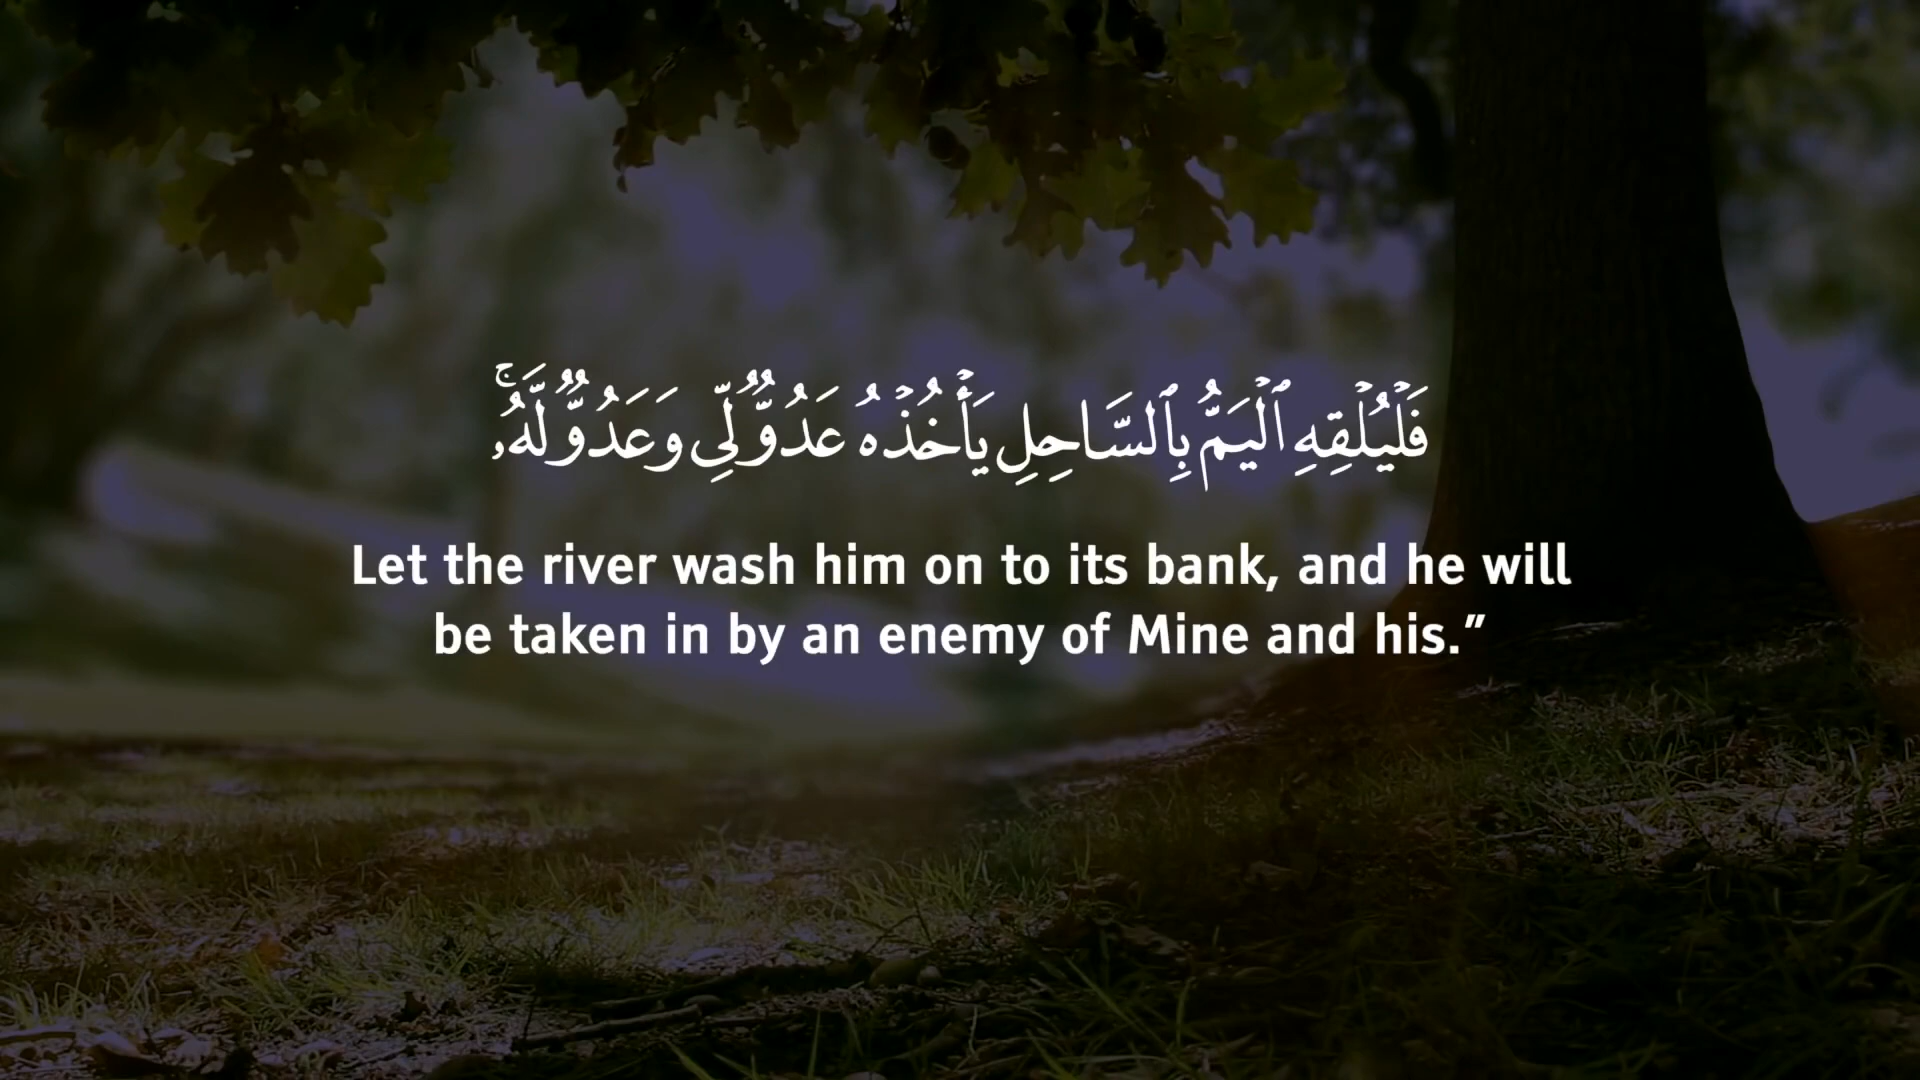 فَلْيُلْقِهِ ٱلْيَمُّ بِٱلسَّاحِلِ يَأْخُذْهُ عَدُوٌّ لِّى وَعَدُوٌّ لَّهُۥ ۚ
Let the river wash him on to its bank, and he will
be taken in by an enemy of Mine and his.”